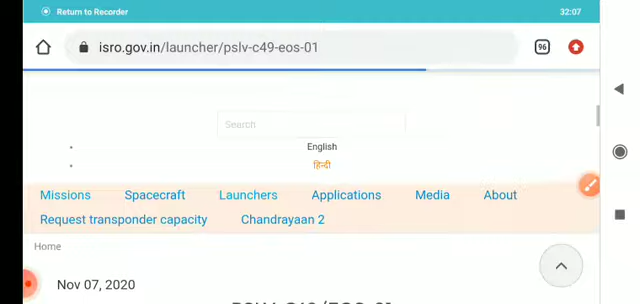 Return to Recorder 32:07
isro.gov.in/launcher/pslv-c49-eos-01 96
Search
English
हिन्दी
Missions Spacecraft Launchers Applications Media About
Request transponder capacity Chandrayaan 2
Home
Nov 07, 2020